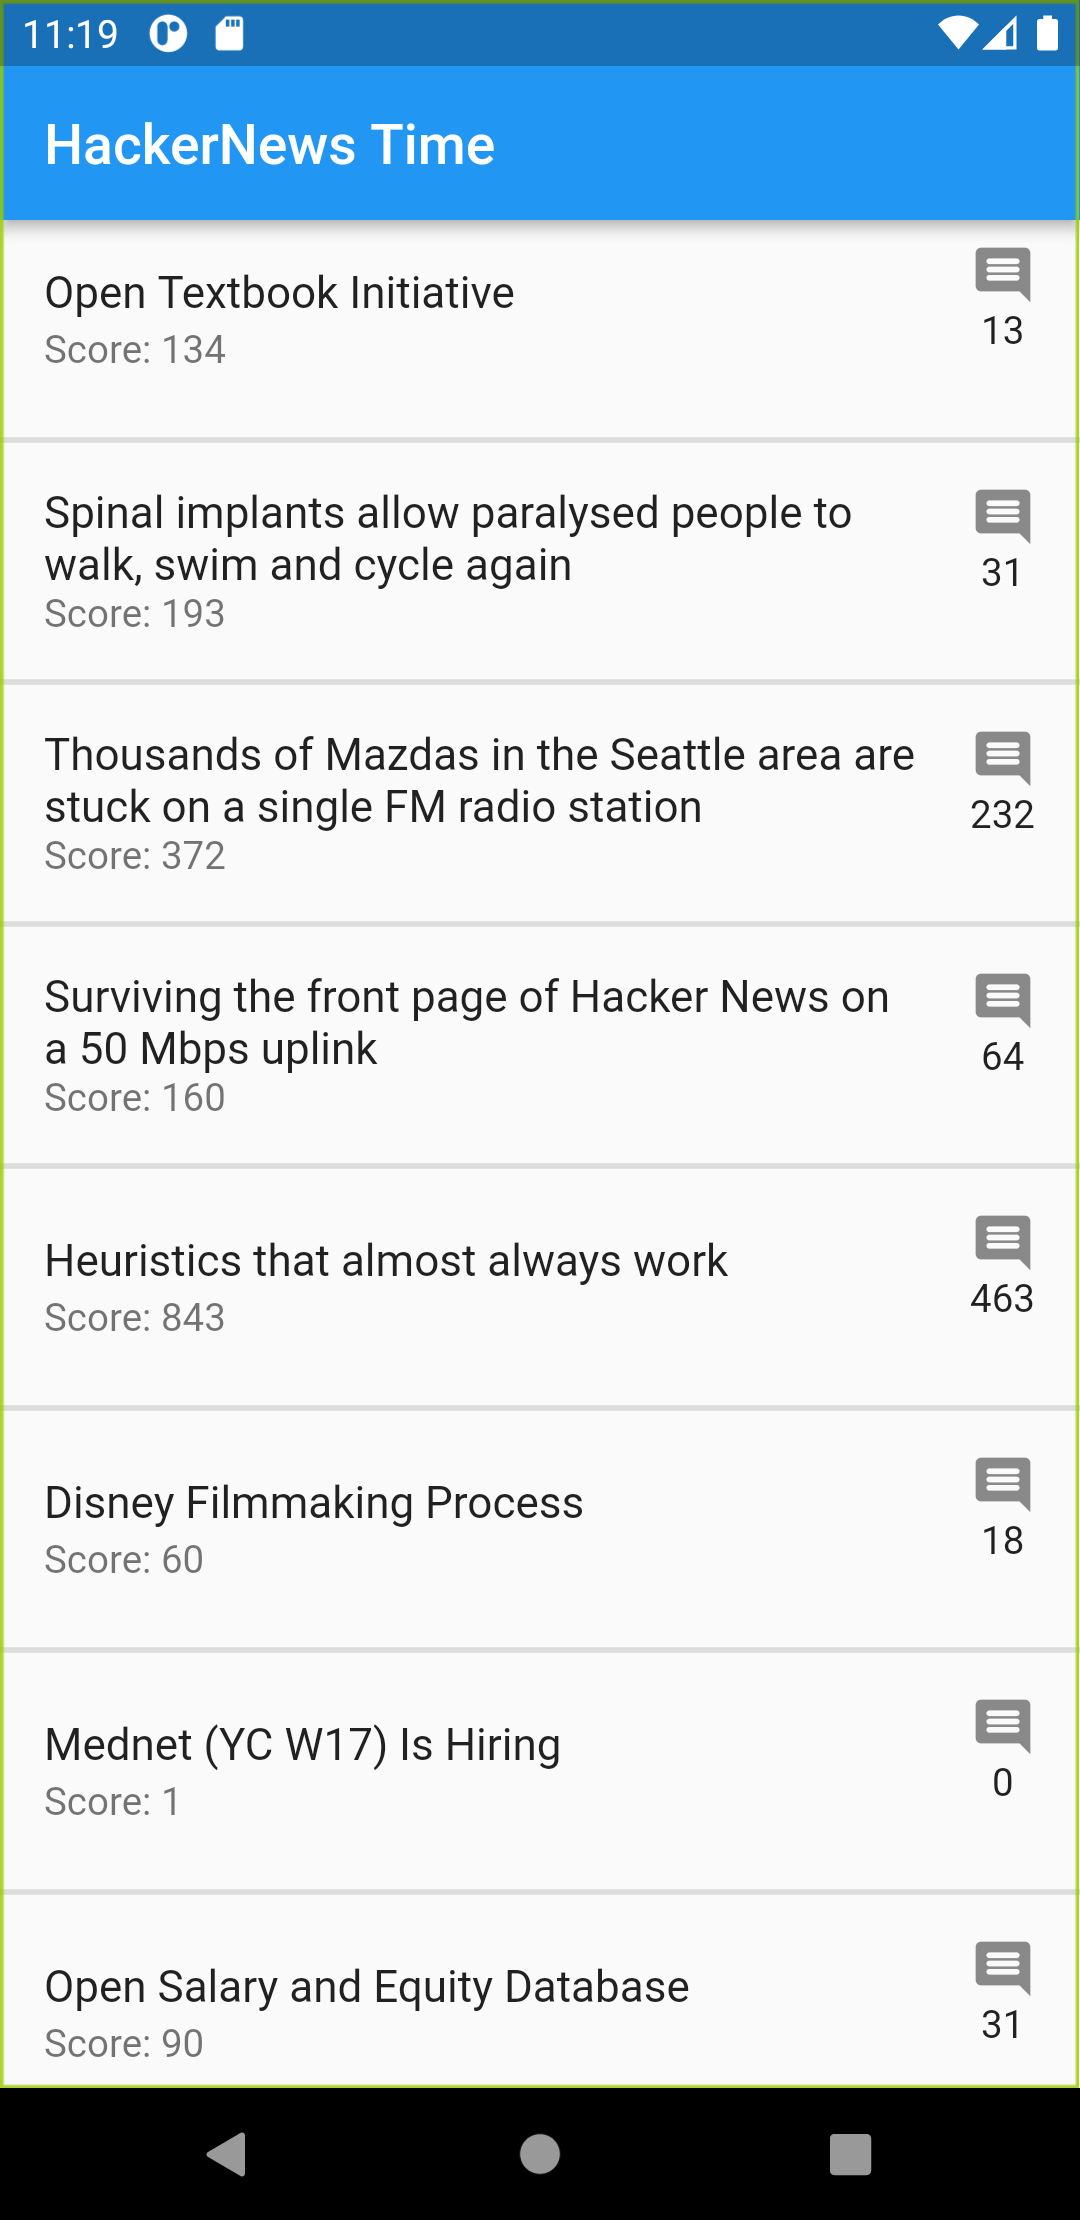 11:19
HackerNews Time
Open Textbook Initiative
Score: 134
13
Spinal implants allow paralysed people to
walk, swim and cycle again
Score: 193
31
Thousands of Mazdas in the Seattle area are
stuck on a single FM radio station
Score: 372
232
Surviving the front page of Hacker News on
a 50 Mbps uplink
Score: 160
64
Heuristics that almost always work
Score: 843
463
Disney Filmmaking Process
Score: 60
18
Mednet (YC W17) Is Hiring
Score: 1
0
Open Salary and Equity Database
Score: 90
31